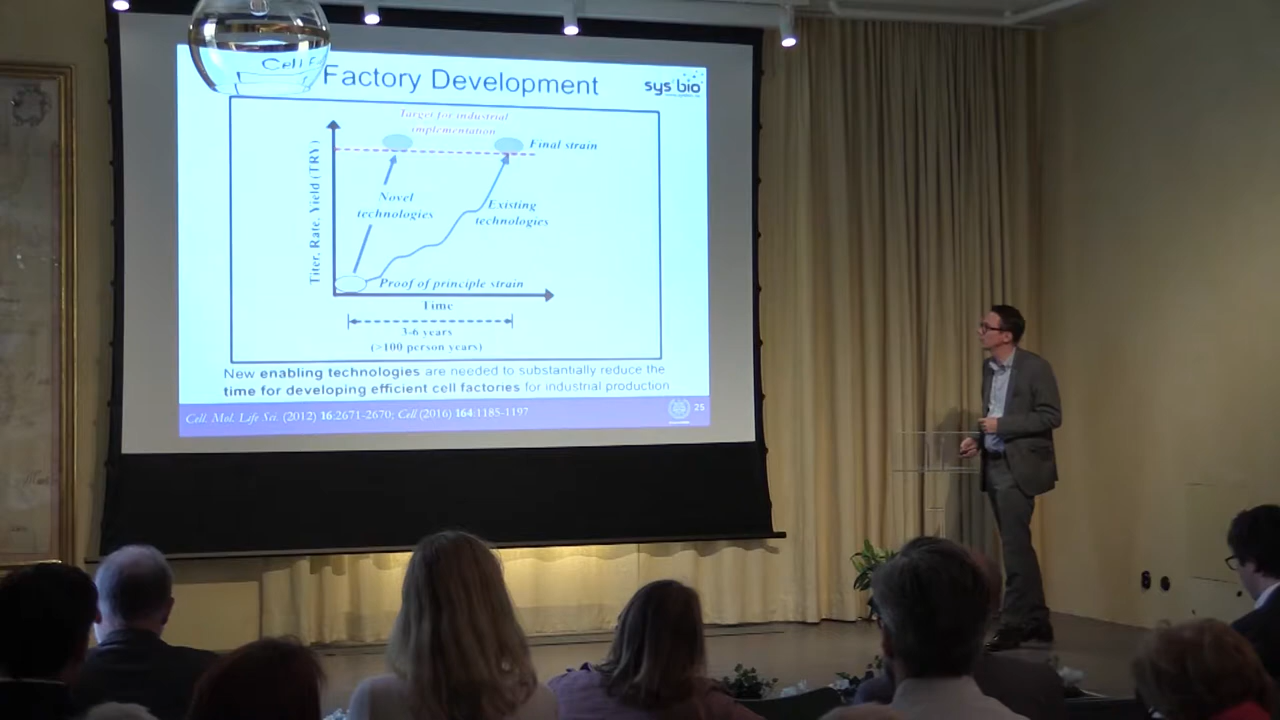 Cell Factory Development
sys bio
Target for industrial
implementation
Final strain
Titer, Rate, Yield (TRY)
Novel
technologies
Existing
technologies
Proof of principle strain
Time
3-6 years
(>100 person years)
New enabling technologies are needed to substantially reduce the
time for developing efficient cell factories for industrial production
Cell. Mol. Life Sci. (2012) 16:2671-2670; Cell (2016) 164:1185-1197
25